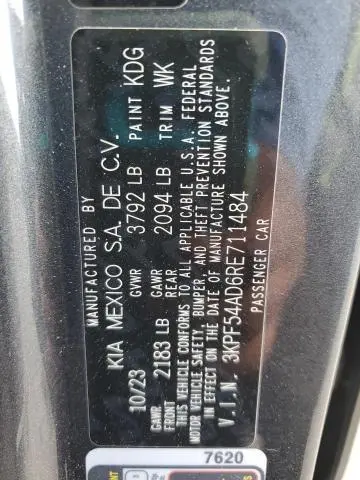 MANUFACTURED BY
KIA MEXICO S.A. DE C.V.
10/23 GVWR 3792 LB PAINT KDG
GAWR FRONT 2183 LB GAWR REAR 2094 LB TRIM WK
THIS VEHICLE CONFORMS TO ALL APPLICABLE U.S.A. FEDERAL
MOTOR VEHICLE SAFETY, BUMPER, AND THEFT PREVENTION STANDARDS
IN EFFECT ON THE DATE OF MANUFACTURE SHOWN ABOVE.
V.I.N. 3KPF54AD6RE711484
PASSENGER CAR
7620